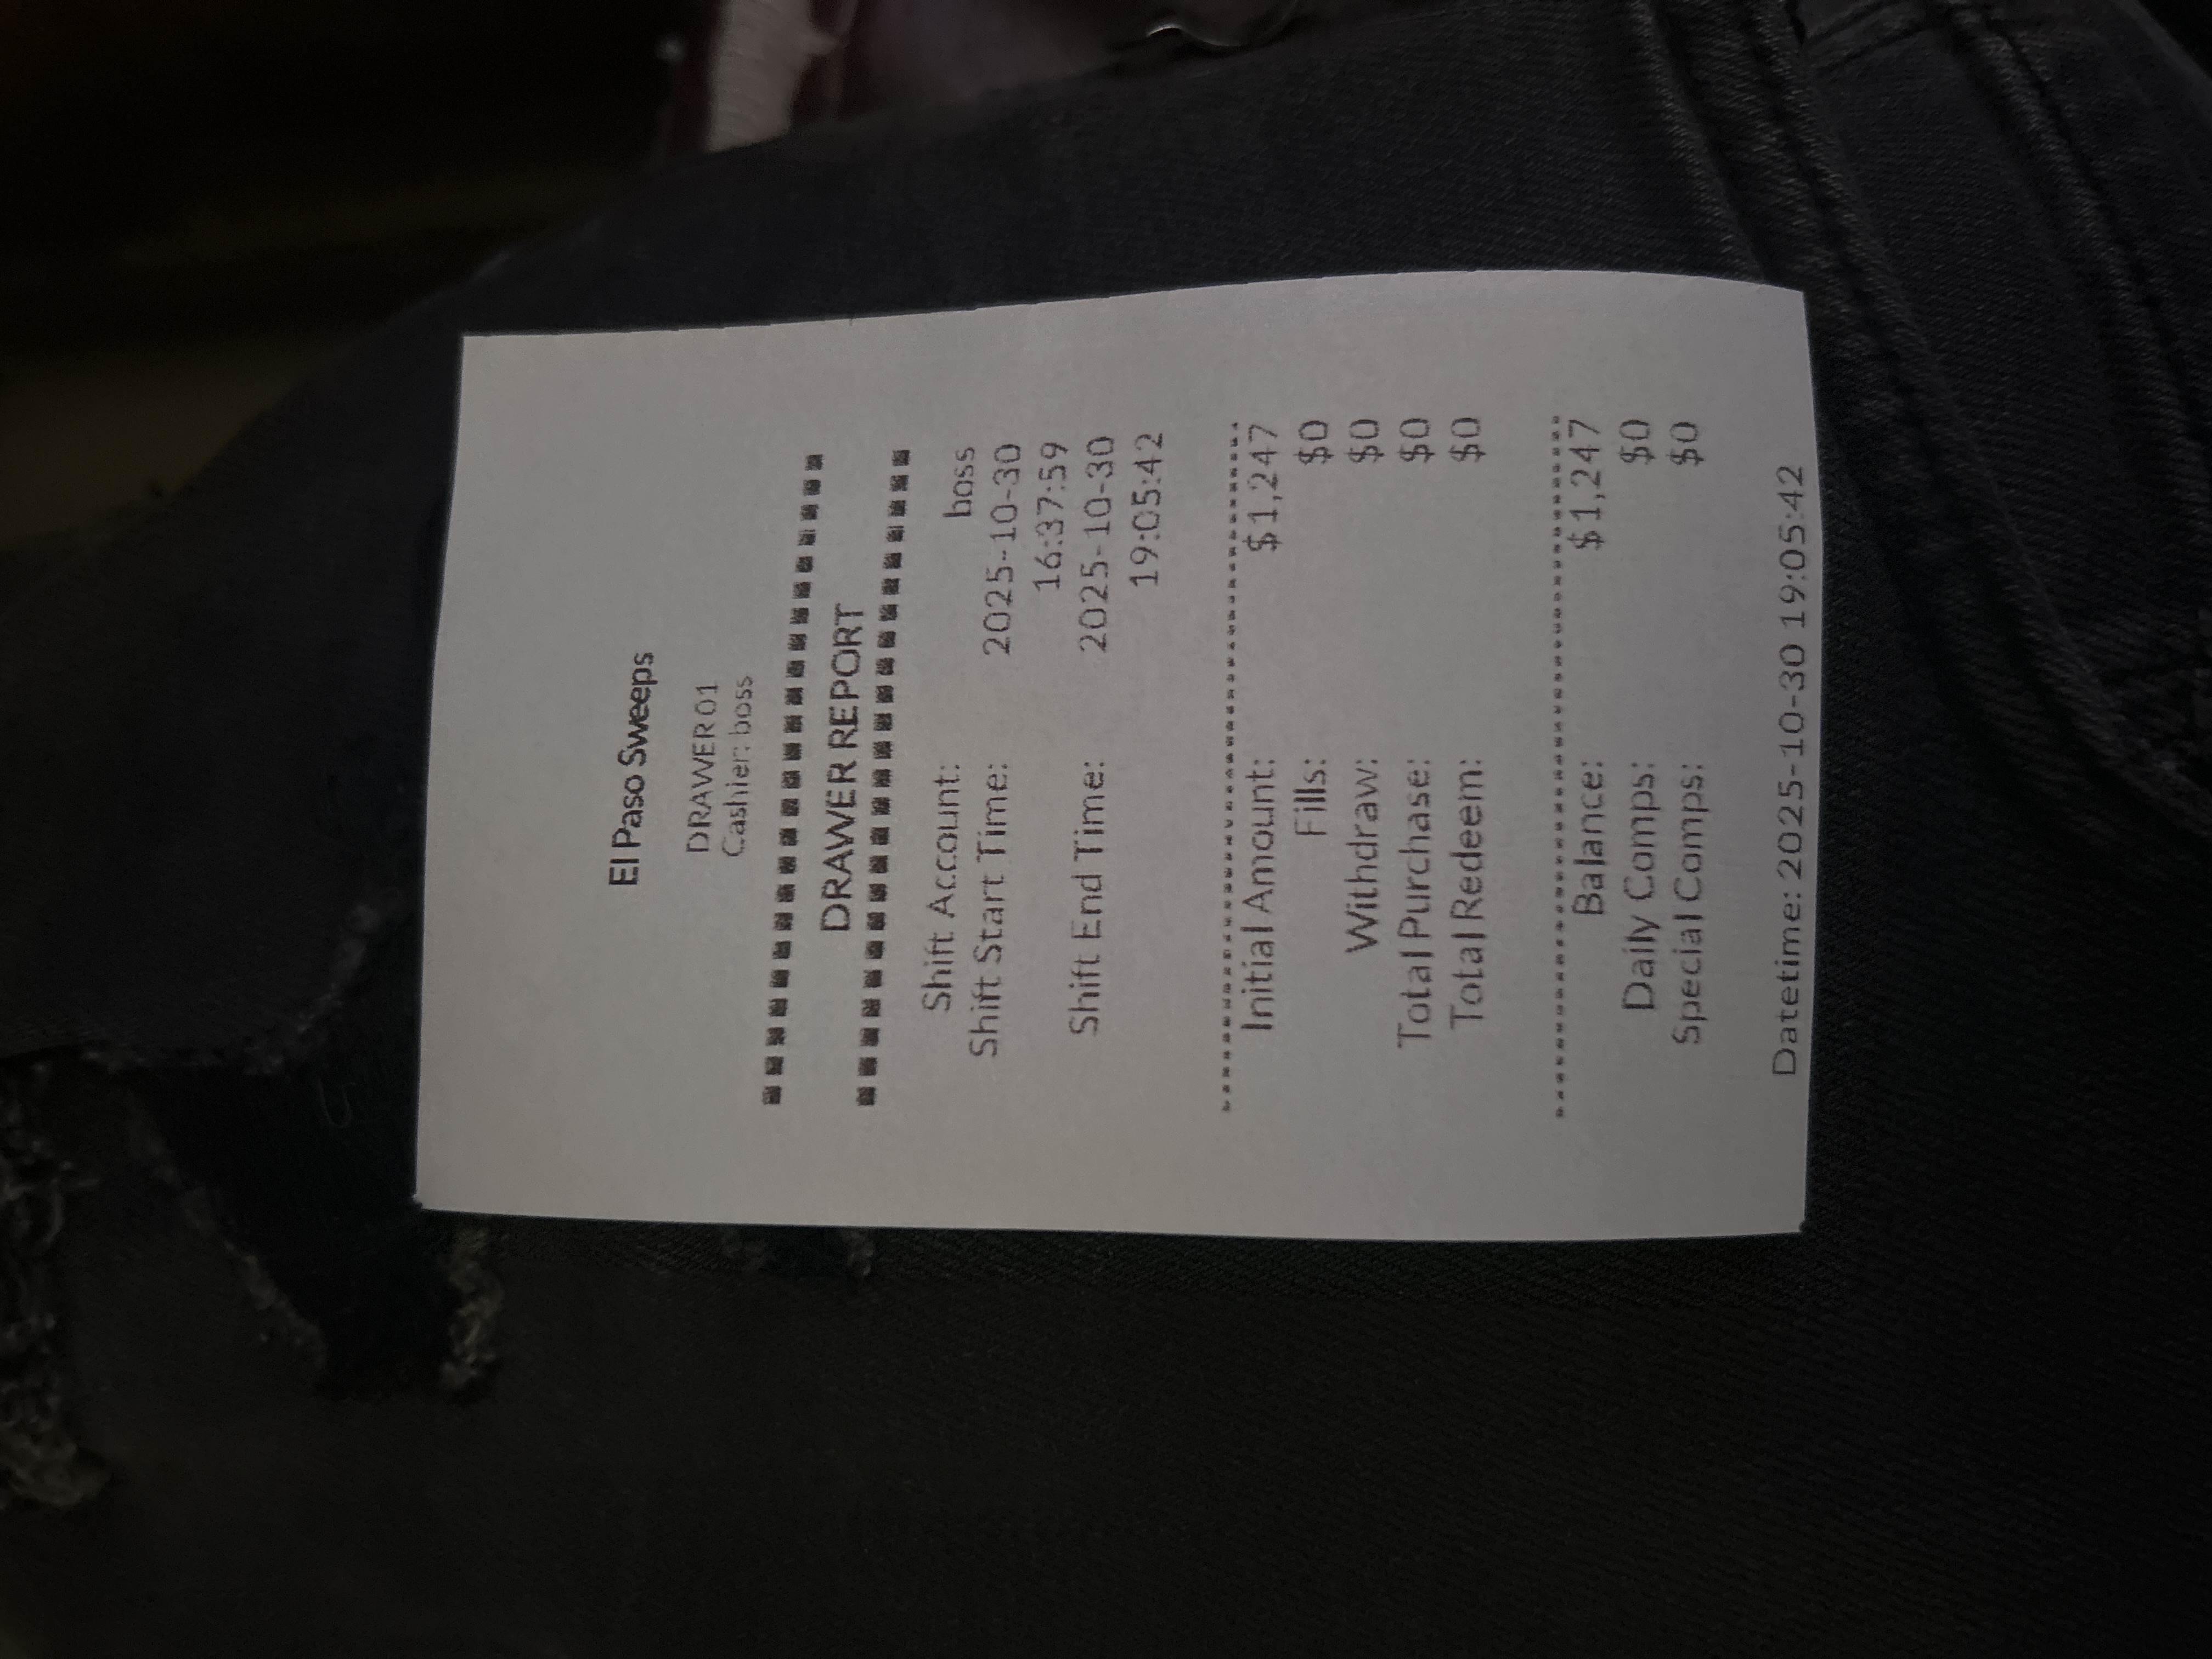 El Paso Sweeps
DRAWER 01
Cashier: boss
DRAWER REPORT
Shift Account: boss
Shift Start Time: 2025-10-30
16:37:59
Shift End Time: 2025-10-30
19:05:42
Initial Amount: $1,247
Fills: $0
Withdraw: $0
Total Purchase: $0
Total Redeem: $0
Balance: $1,247
Daily Comps: $0
Special Comps: $0
Datetime: 2025-10-30 19:05:42